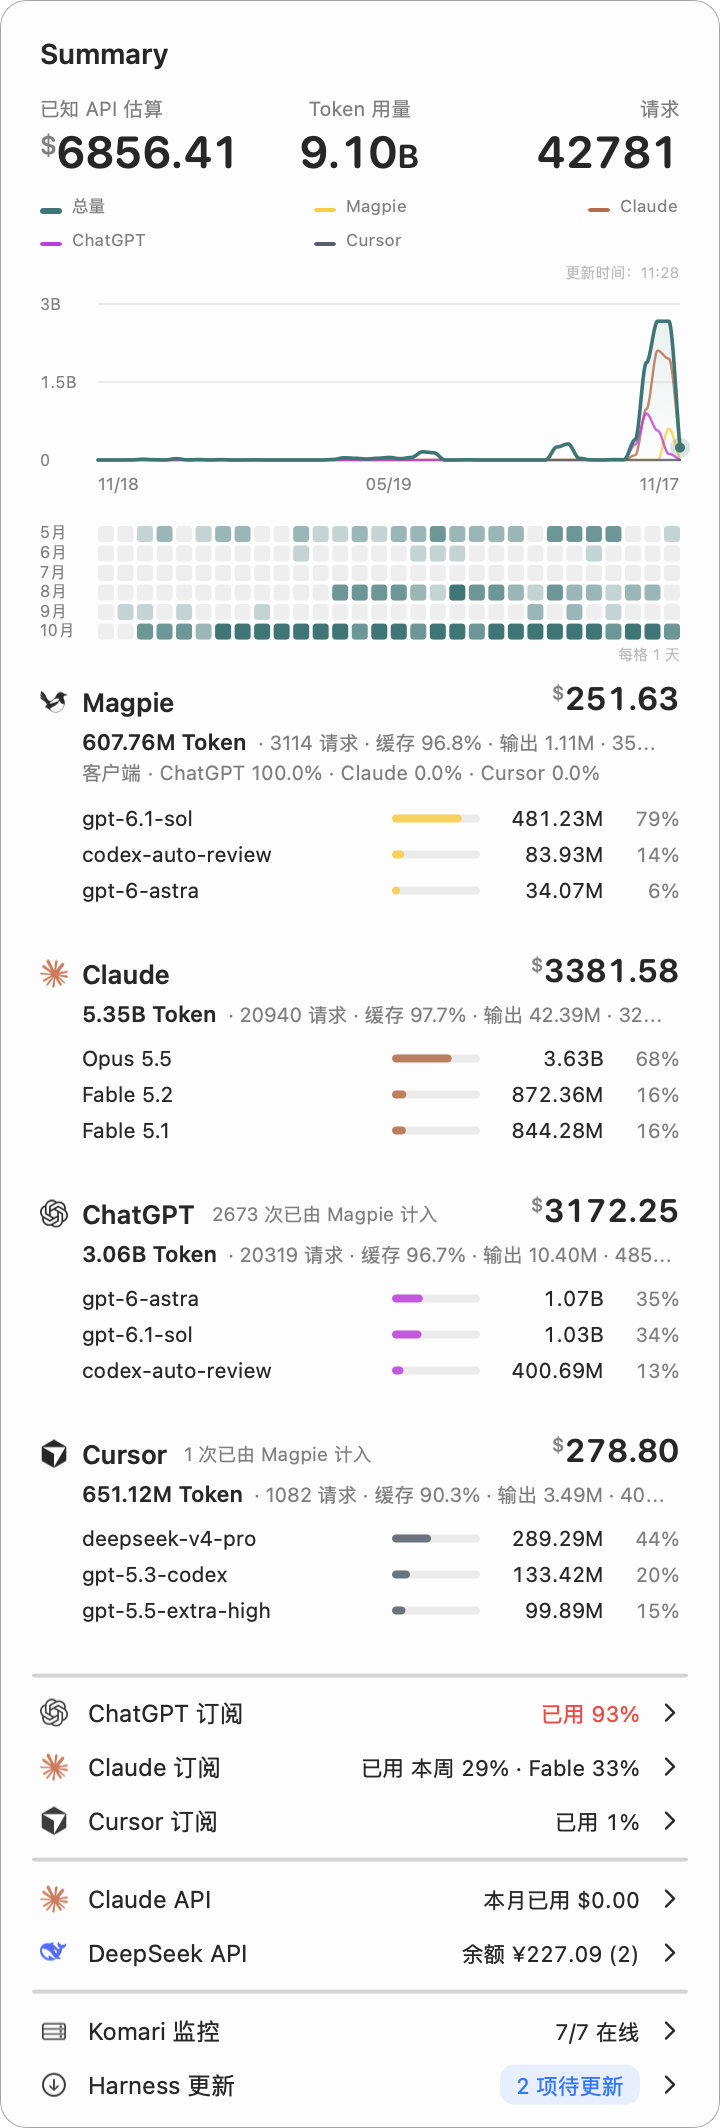 Summary
已知 API 估算
Token 用量
请求
$6856.41
9.10B
42781
总量
Magpie
Claude
ChatGPT
Cursor
更新时间：11:28
3B
1.5B
0
11/18
05/19
11/17
5月
6月
7月
8月
9月
10月
每格 1 天
Magpie
$251.63
607.76M Token · 3114 请求 · 缓存 96.8% · 输出 1.11M · 35...
客户端 · ChatGPT 100.0% · Claude 0.0% · Cursor 0.0%
gpt-6.1-sol 481.23M 79%
codex-auto-review 83.93M 14%
gpt-6-astra 34.07M 6%
Claude
$3381.58
5.35B Token · 20940 请求 · 缓存 97.7% · 输出 42.39M · 32...
Opus 5.5 3.63B 68%
Fable 5.2 872.36M 16%
Fable 5.1 844.28M 16%
ChatGPT 2673 次已由 Magpie 计入
$3172.25
3.06B Token · 20319 请求 · 缓存 96.7% · 输出 10.40M · 485...
gpt-6-astra 1.07B 35%
gpt-6.1-sol 1.03B 34%
codex-auto-review 400.69M 13%
Cursor 1 次已由 Magpie 计入
$278.80
651.12M Token · 1082 请求 · 缓存 90.3% · 输出 3.49M · 40...
deepseek-v4-pro 289.29M 44%
gpt-5.3-codex 133.42M 20%
gpt-5.5-extra-high 99.89M 15%
ChatGPT 订阅 已用 93%
Claude 订阅 已用 本周 29% · Fable 33%
Cursor 订阅 已用 1%
Claude API 本月已用 $0.00
DeepSeek API 余额 ¥227.09 (2)
Komari 监控 7/7 在线
Harness 更新 2 项待更新